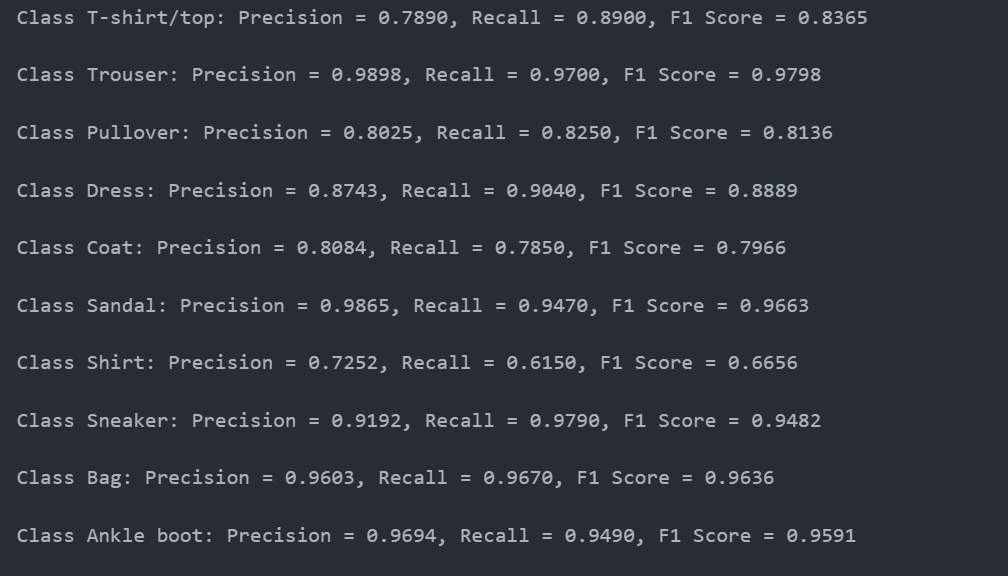 Class T-shirt/top: Precision = 0.7890, Recall = 0.8900, F1 Score = 0.8365
Class Trouser: Precision = 0.9898, Recall = 0.9700, F1 Score = 0.9798
Class Pullover: Precision = 0.8025, Recall = 0.8250, F1 Score = 0.8136
Class Dress: Precision = 0.8743, Recall = 0.9040, F1 Score = 0.8889
Class Coat: Precision = 0.8084, Recall = 0.7850, F1 Score = 0.7966
Class Sandal: Precision = 0.9865, Recall = 0.9470, F1 Score = 0.9663
Class Shirt: Precision = 0.7252, Recall = 0.6150, F1 Score = 0.6656
Class Sneaker: Precision = 0.9192, Recall = 0.9790, F1 Score = 0.9482
Class Bag: Precision = 0.9603, Recall = 0.9670, F1 Score = 0.9636
Class Ankle boot: Precision = 0.9694, Recall = 0.9490, F1 Score = 0.9591